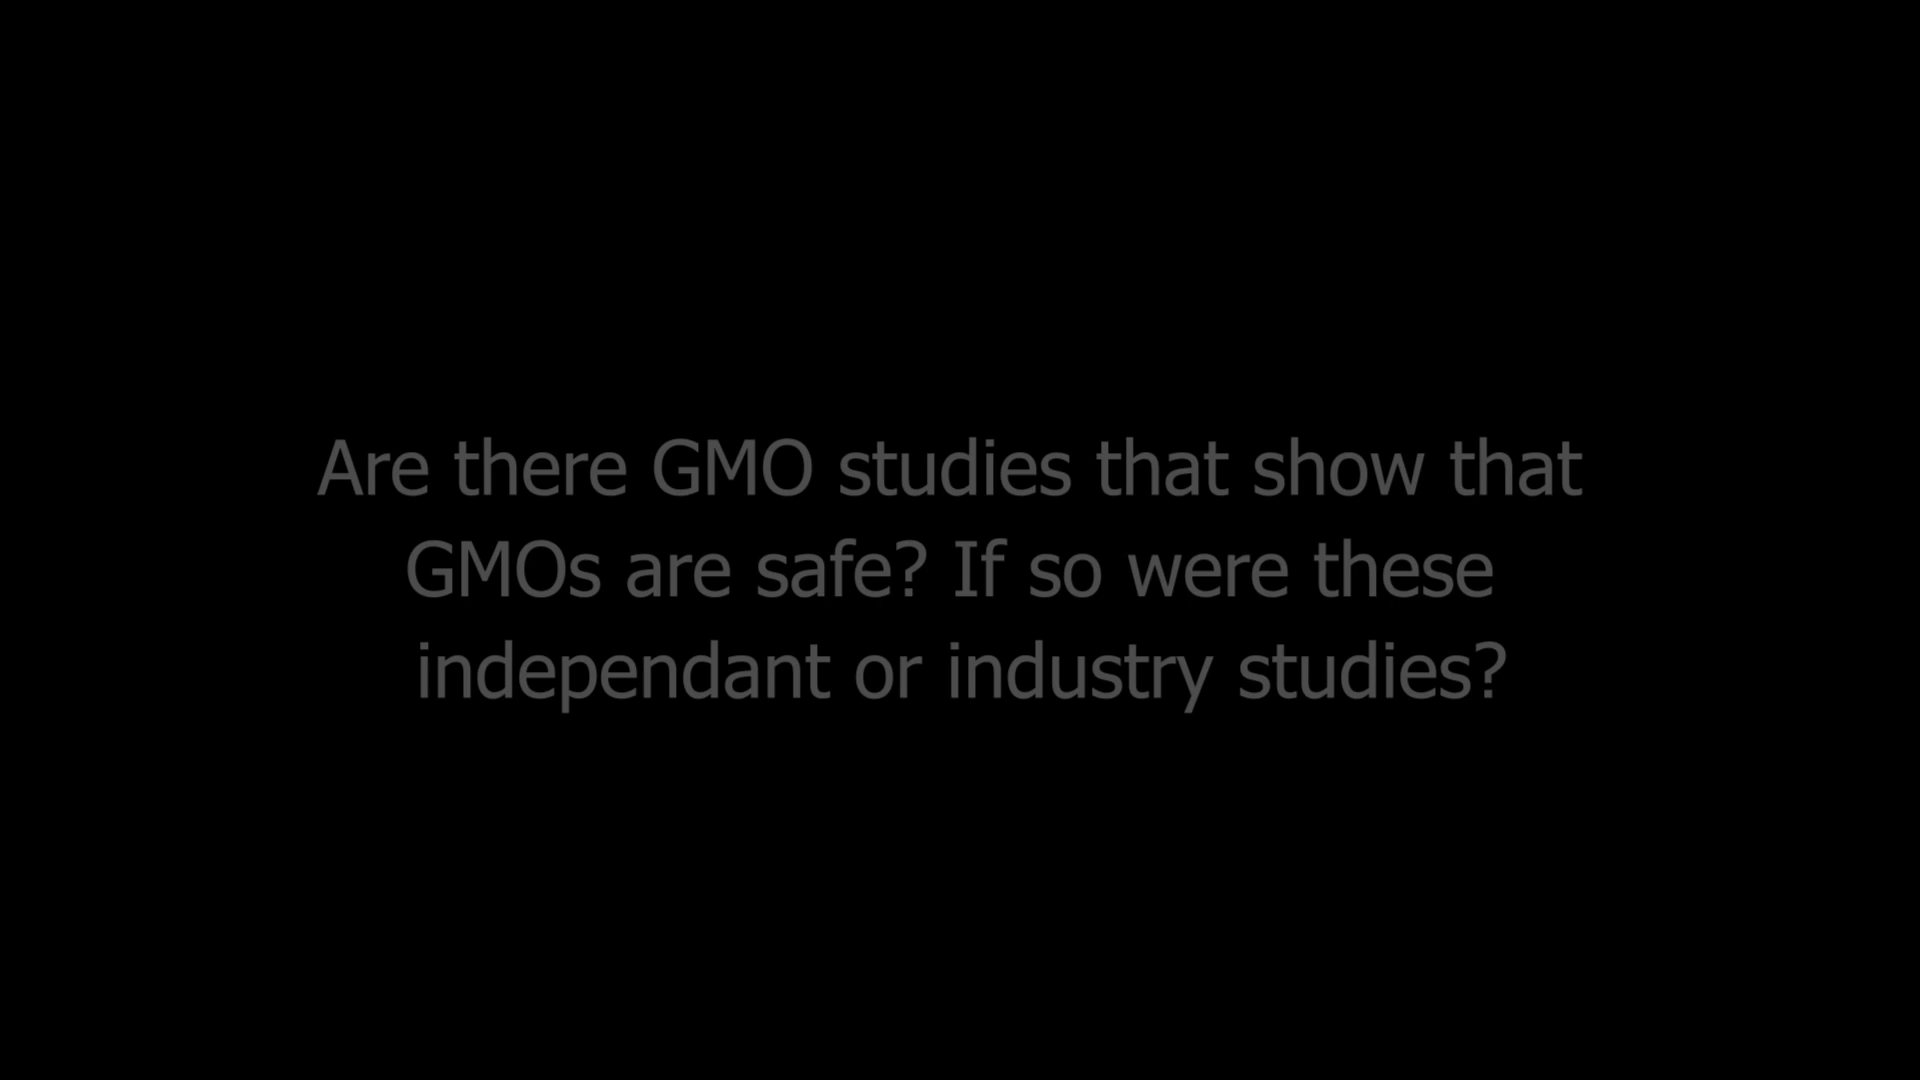 Are there GMO studies that show that
GMOs are safe? If so were these
independant or industry studies?